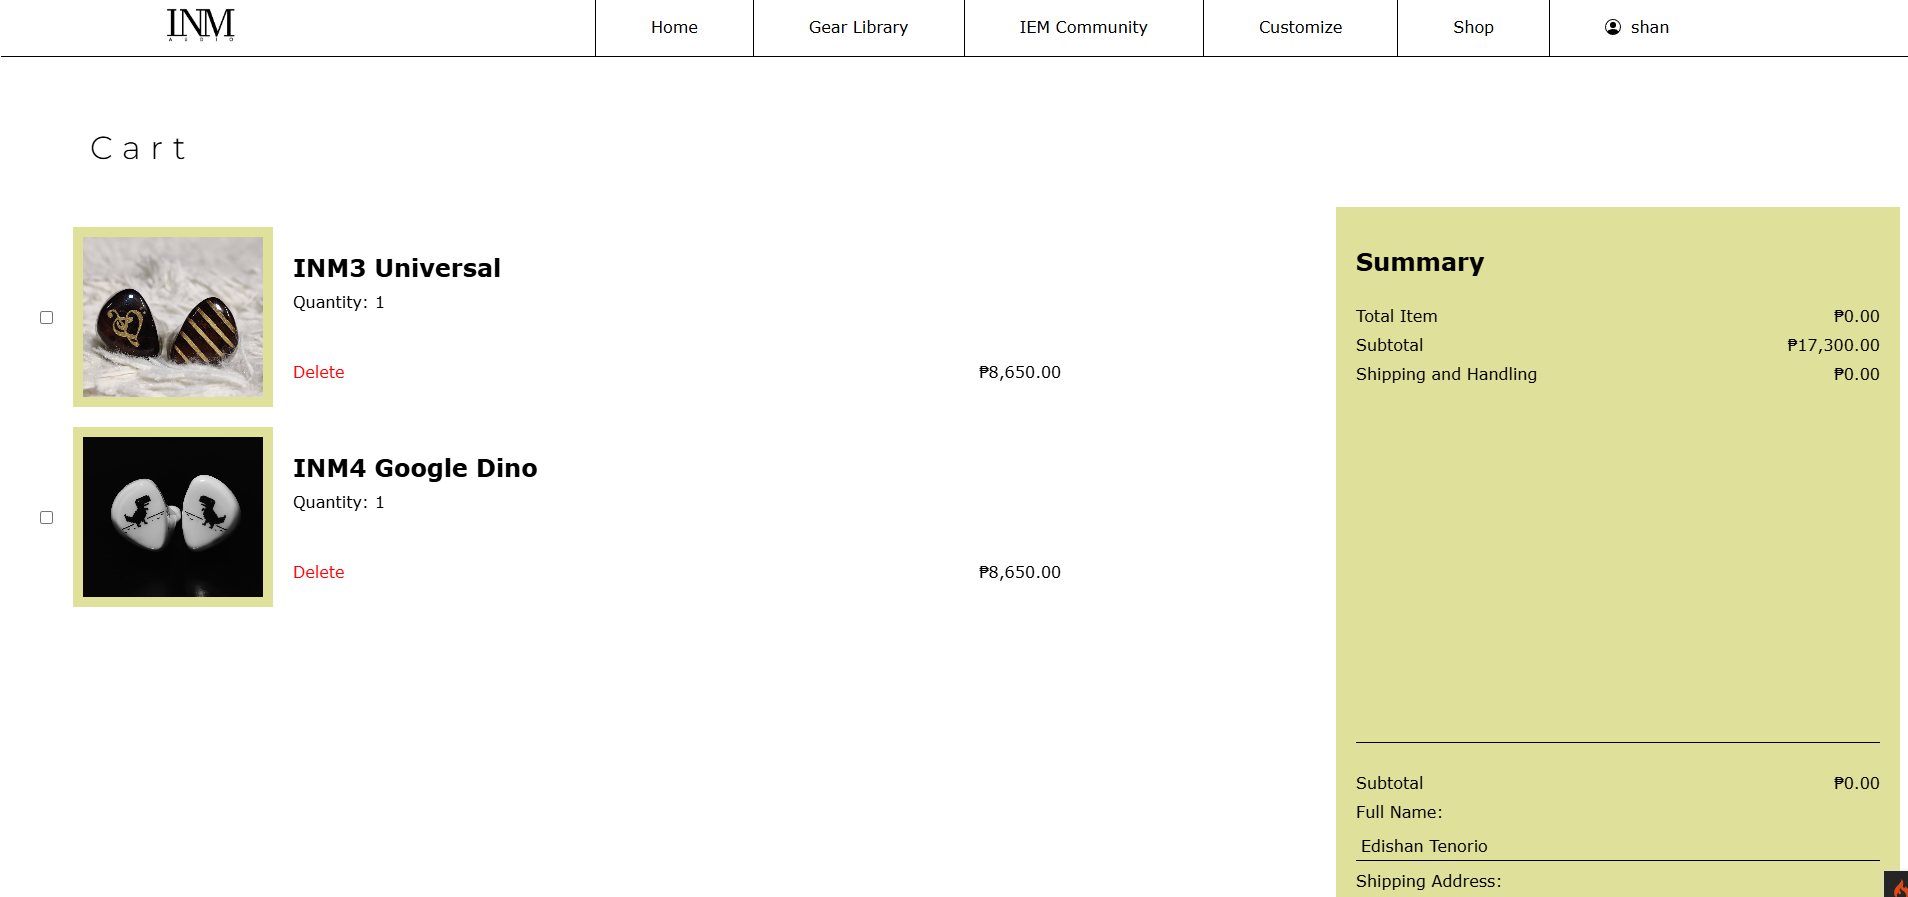 INM
AUDIO
Home
Gear Library
IEM Community
Customize
Shop
shan
Cart
INM3 Universal
Quantity: 1
Delete
₱8,650.00
INM4 Google Dino
Quantity: 1
Delete
₱8,650.00
Summary
Total Item ₱0.00
Subtotal ₱17,300.00
Shipping and Handling ₱0.00
Subtotal ₱0.00
Full Name:
Edishan Tenorio
Shipping Address: